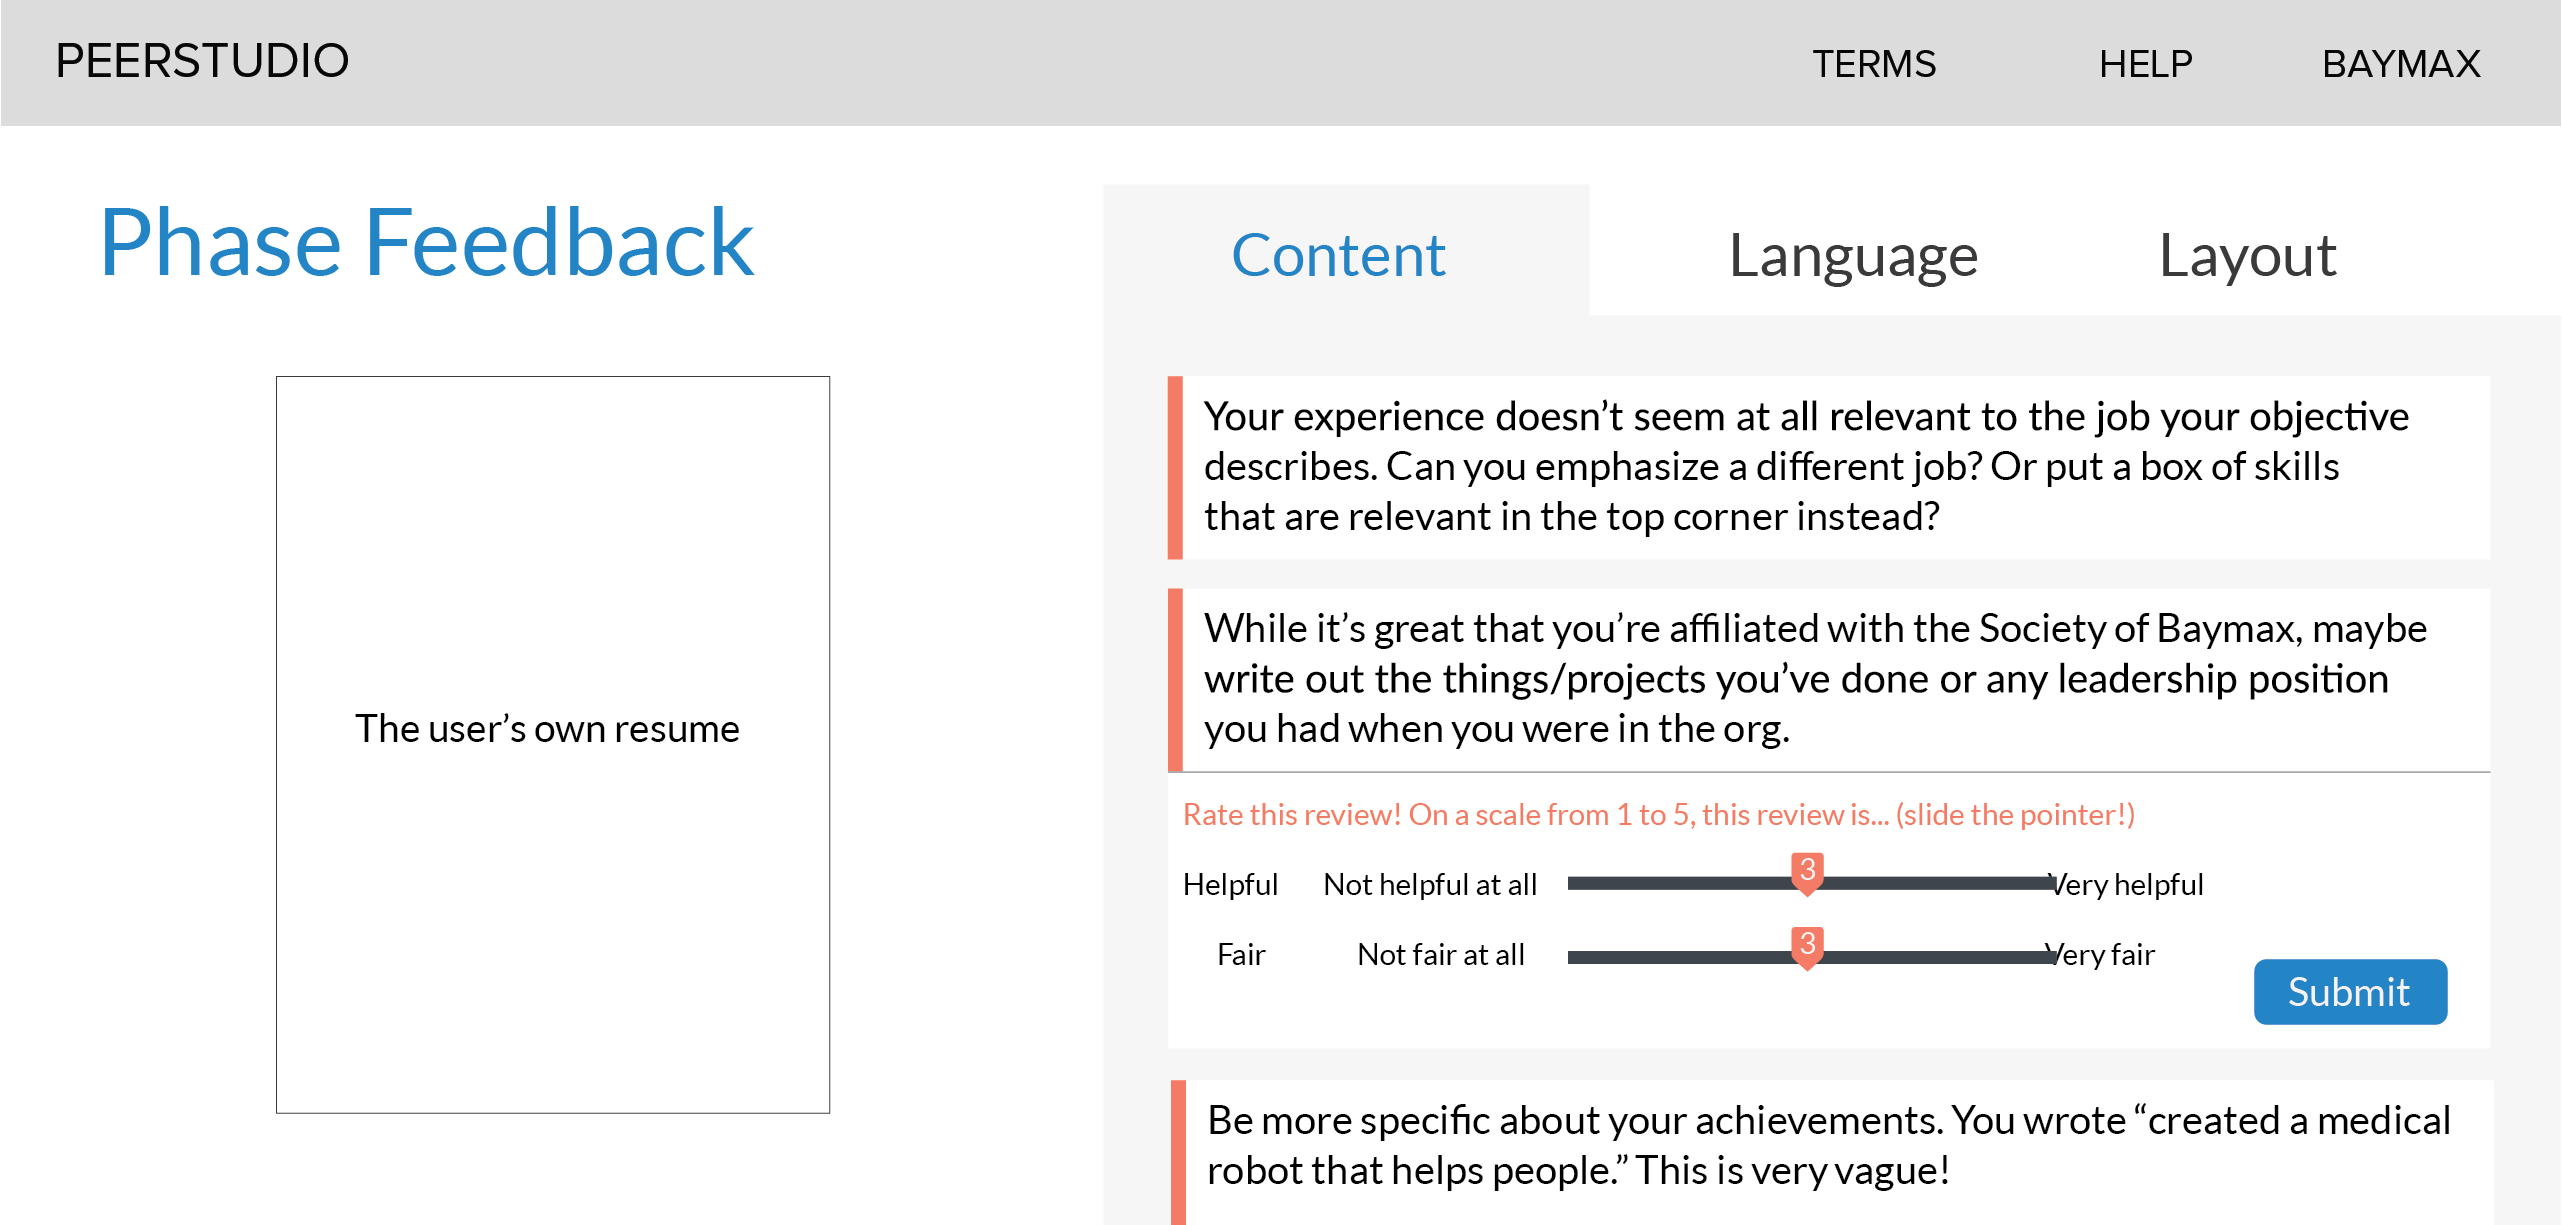 PEERSTUDIO
TERMS
HELP
BAYMAX
Phase Feedback
Content
Language
Layout
The user’s own resume
Your experience doesn’t seem at all relevant to the job your objective
describes. Can you emphasize a different job? Or put a box of skills
that are relevant in the top corner instead?
While it’s great that you’re affiliated with the Society of Baymax, maybe
write out the things/projects you’ve done or any leadership position
you had when you were in the org.
Rate this review! On a scale from 1 to 5, this review is... (slide the pointer!)
Helpful
Not helpful at all
3
Very helpful
Fair
Not fair at all
3
Very fair
Submit
Be more specific about your achievements. You wrote “created a medical
robot that helps people.” This is very vague!